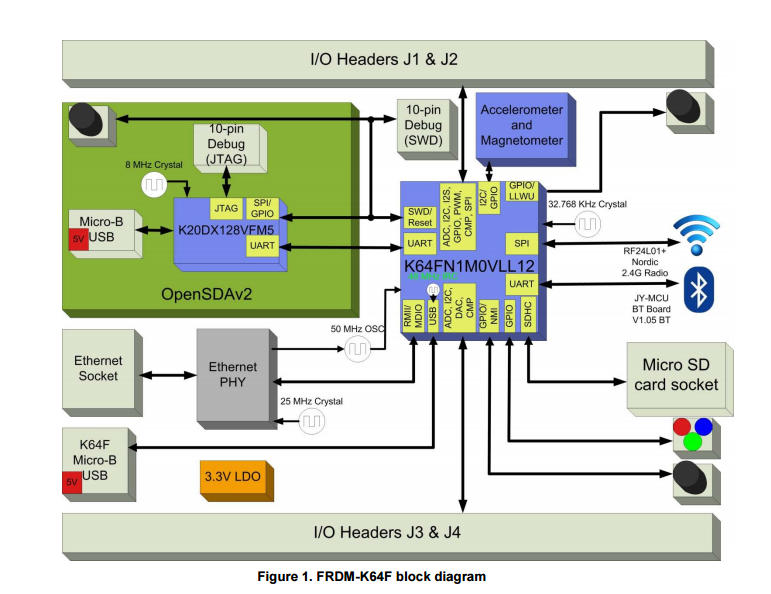 I/O Headers J1 & J2
10-pin
Debug
(JTAG)
8 MHz Crystal
JTAG
SPI/
GPIO
K20DX128VFM5
UART
Micro-B
USB
5V
OpenSDAv2
10-pin
Debug
(SWD)
Accelerometer
and
Magnetometer
SWD/
Reset
UART
ADC, I2C, I2S,
GPIO, PWM,
CMP, SPI
I2C/
GPIO
GPIO/
LLWU
SPI
K64FN1M0VLL12
UART
RMII/
MDIO
USB
ADC, I2C,
DAC,
CMP
GPIO/
NMI
GPIO
SDHC
32.768 KHz Crystal
RF24L01+
Nordic
2.4G Radio
JY-MCU
BT Board
V1.05 BT
50 MHz OSC
Ethernet
Socket
Ethernet
PHY
25 MHz Crystal
Micro SD
card socket
K64F
Micro-B
USB
5V
3.3V LDO
I/O Headers J3 & J4
Figure 1. FRDM-K64F block diagram